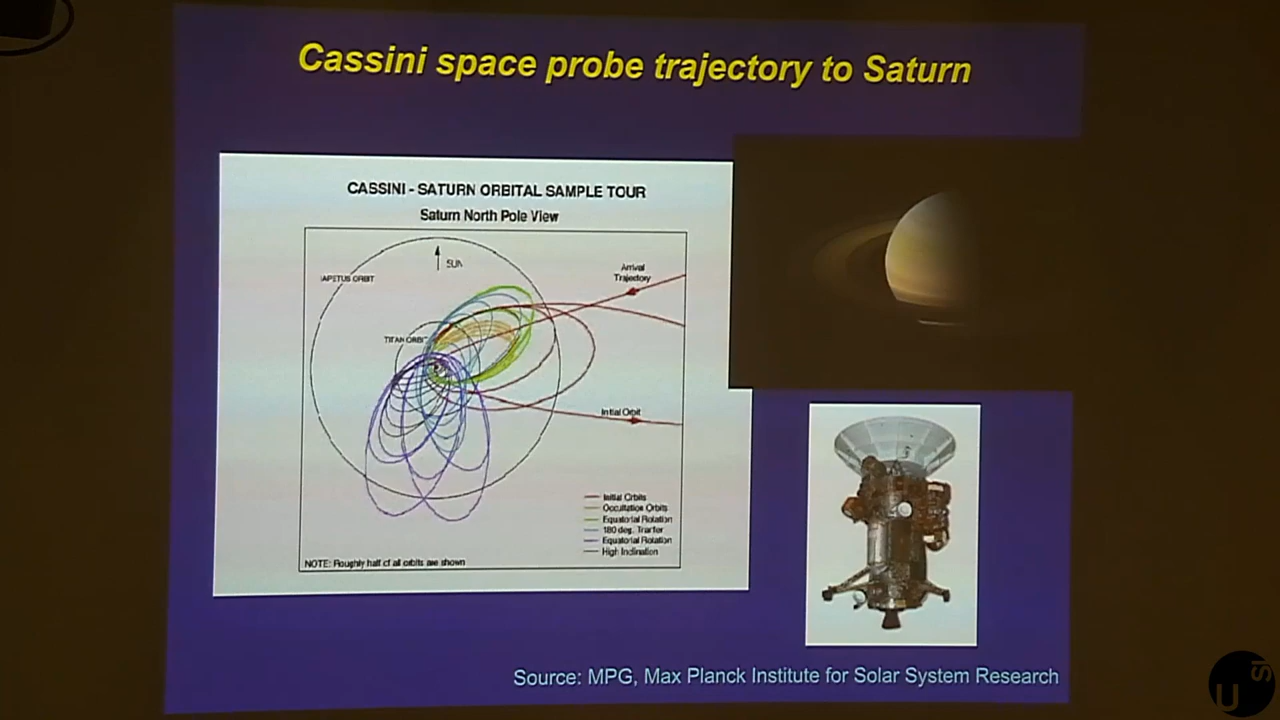 Cassini space probe trajectory to Saturn
CASSINI - SATURN ORBITAL SAMPLE TOUR
Saturn North Pole View
SUN
IAPETUS ORBIT
Arrival
Trajectory
TITAN ORBIT
Initial Orbit
Initial Orbits
Occultation Orbits
Equatorial Rotation
180 deg. Transfer
Equatorial Rotation
High Inclination
NOTE: Roughly half of all orbits are shown
Source: MPG, Max Planck Institute for Solar System Research
U
SI